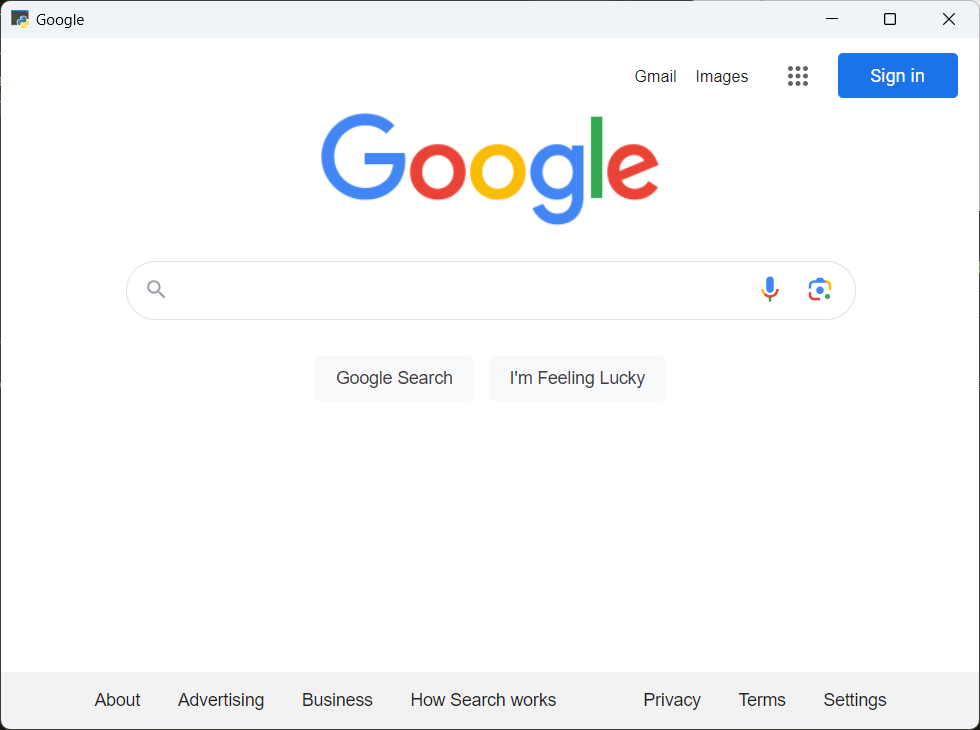 Google
Gmail Images Sign in
Google
Google Search I'm Feeling Lucky
About Advertising Business How Search works Privacy Terms Settings